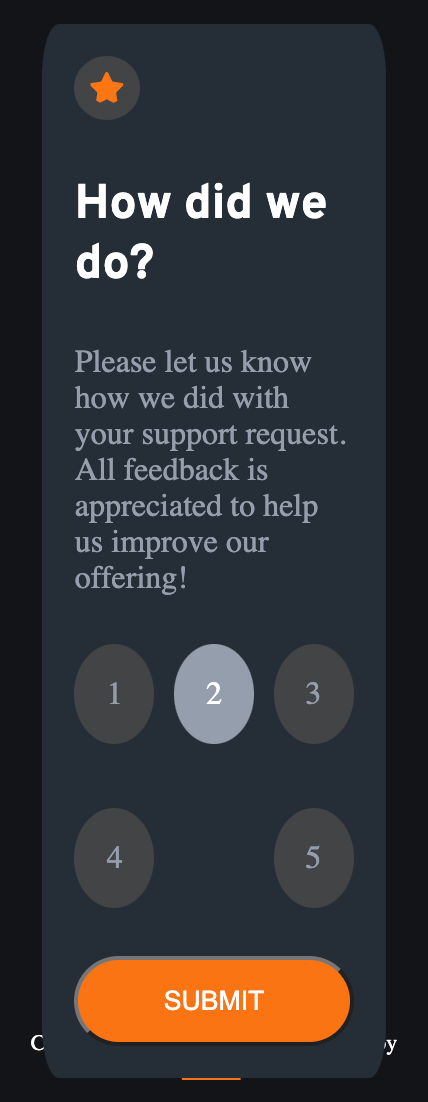 How did we
do?
Please let us know
how we did with
your support request.
All feedback is
appreciated to help
us improve our
offering!
1 2 3
4 5
SUBMIT